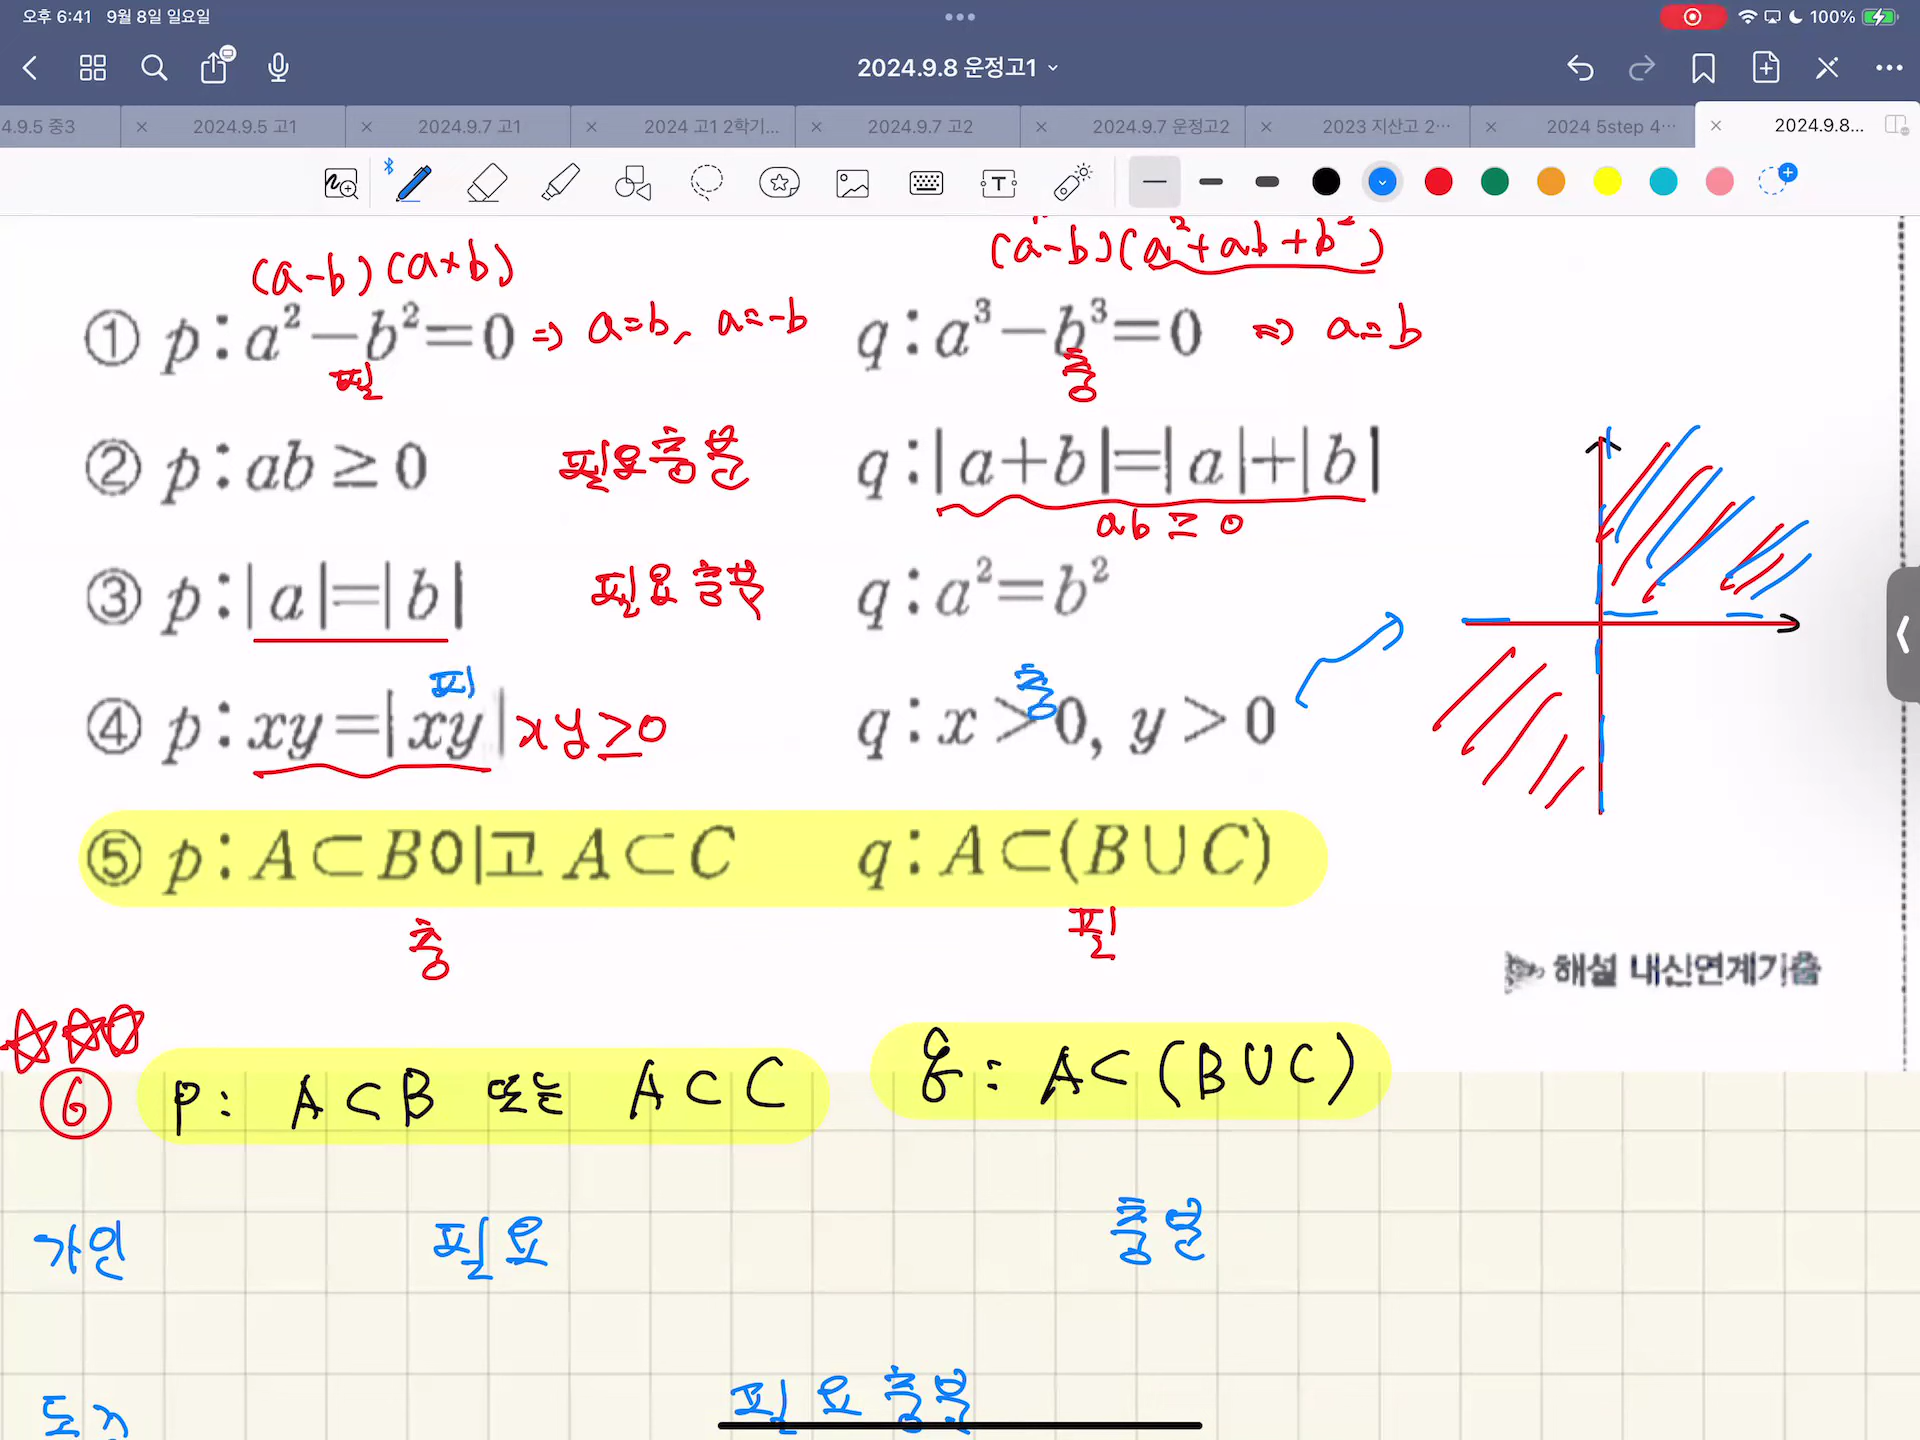 오후 6:41 9월 8일 일요일
100%
2024.9.8 운정고1
4.9.5 중3
2024.9.5 고1
2024.9.7 고1
2024 고1 2학기...
2024.9.7 고2
2024.9.7 운정고2
2023 지산고 2...
2024 5step 4...
2024.9.8...
(a-b)(a+b)
(a-b)(a²+ab+b²)
① p : a²-b²=0 ⇒ a=b, a=-b q : a³-b³=0 ⇒ a=b
필 충
② p : ab≥0 필요충분 q : |a+b|=|a|+|b|
ab ≥ 0
③ p : |a|=|b| 필요충분 q : a²=b²
피 충
④ p : xy=|xy| xy≥0 q : x>0, y>0
⑤ p : A⊂B이고 A⊂C q : A⊂(B∪C)
충 필
해설 내신연계기출
⑥ p : A⊂B 또는 A⊂C q : A⊂(B∪C)
가인 필요 충분
필요충분